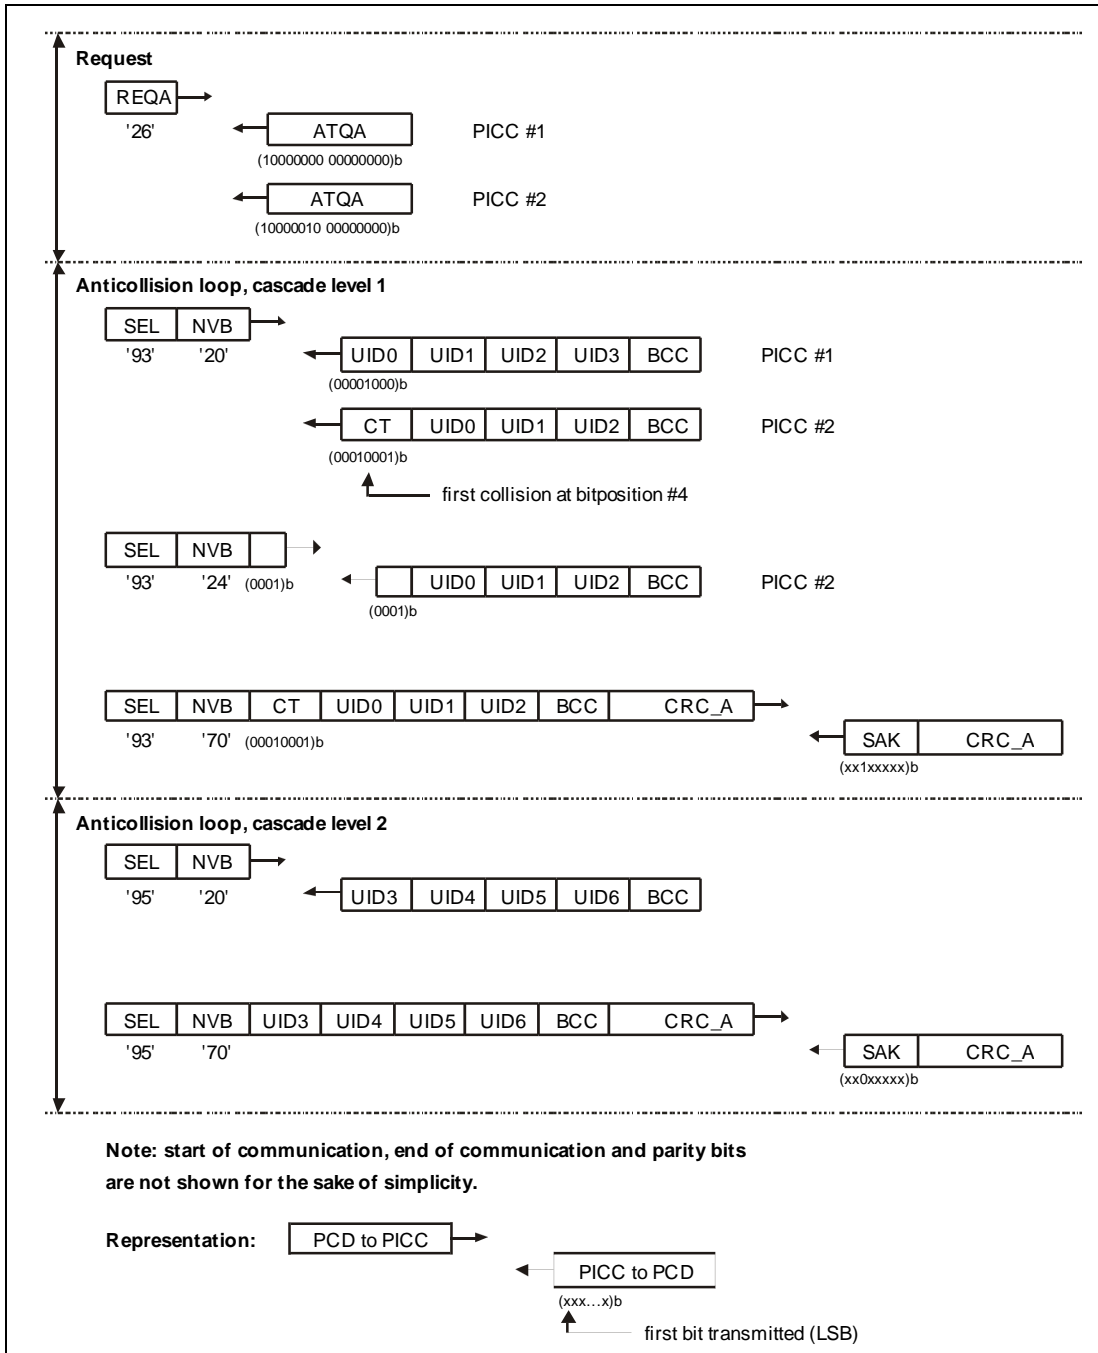 Request
REQA
'26'
ATQA PICC #1
(10000000 00000000)b
ATQA PICC #2
(10000010 00000000)b
Anticollision loop, cascade level 1
SEL NVB
'93' '20'
UID0 UID1 UID2 UID3 BCC PICC #1
(00001000)b
CT UID0 UID1 UID2 BCC PICC #2
(00010001)b
first collision at bitposition #4
SEL NVB
'93' '24' (0001)b
UID0 UID1 UID2 BCC PICC #2
(0001)b
SEL NVB CT UID0 UID1 UID2 BCC CRC_A
'93' '70' (00010001)b
SAK CRC_A
(xx1xxxxx)b
Anticollision loop, cascade level 2
SEL NVB
'95' '20'
UID3 UID4 UID5 UID6 BCC
SEL NVB UID3 UID4 UID5 UID6 BCC CRC_A
'95' '70'
SAK CRC_A
(xx0xxxxx)b
Note: start of communication, end of communication and parity bits
are not shown for the sake of simplicity.
Representation: PCD to PICC
PICC to PCD
(xxx…x)b
first bit transmitted (LSB)